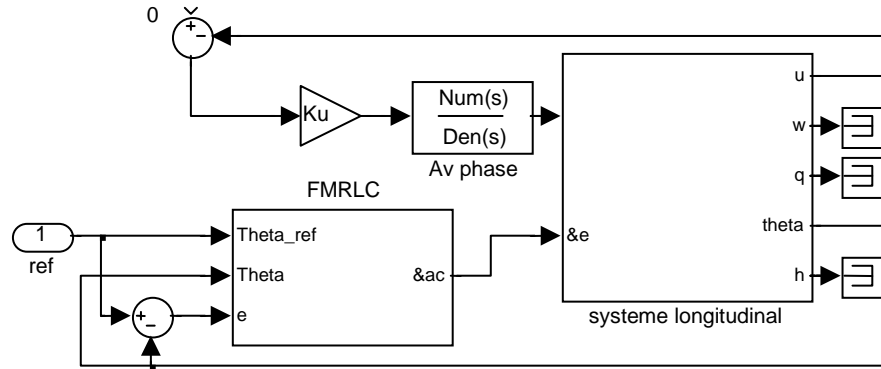 0
Ku
Num(s)
Den(s)
Av phase
u
w
q
theta
h
&e
systeme longitudinal
FMRLC
Theta_ref
Theta
e
&ac
1
ref